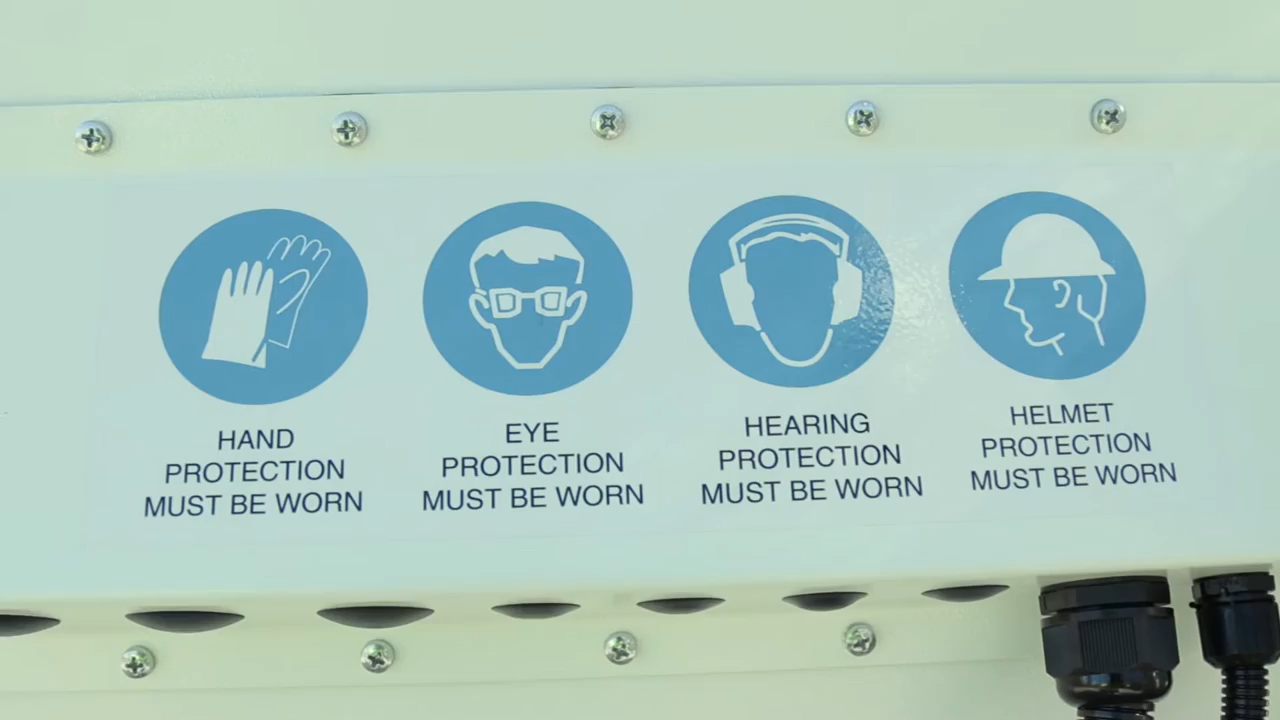 HAND
PROTECTION
MUST BE WORN
EYE
PROTECTION
MUST BE WORN
HEARING
PROTECTION
MUST BE WORN
HELMET
PROTECTION
MUST BE WORN